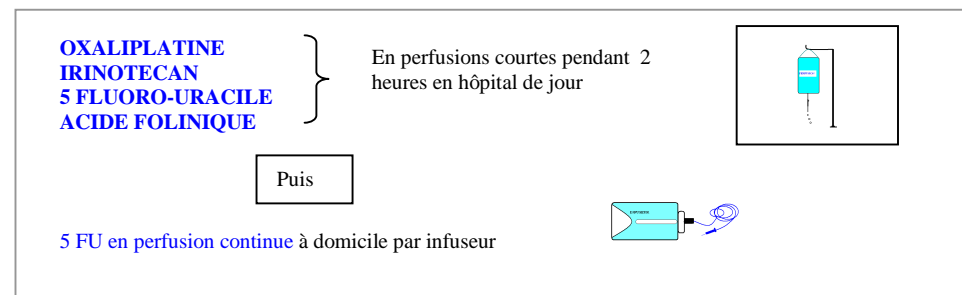 OXALIPLATINE
IRINOTECAN
5 FLUORO-URACILE
ACIDE FOLINIQUE
En perfusions courtes pendant 2
heures en hôpital de jour
Puis
5 FU en perfusion continue à domicile par infuseur